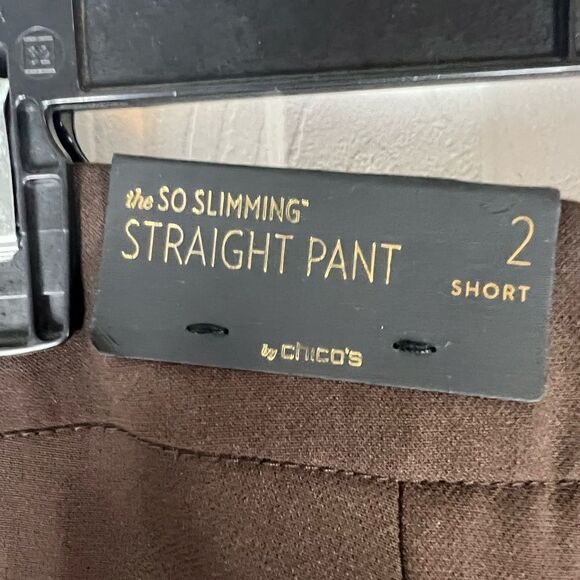 the SO SLIMMING™
STRAIGHT PANT
2
SHORT
by chico's